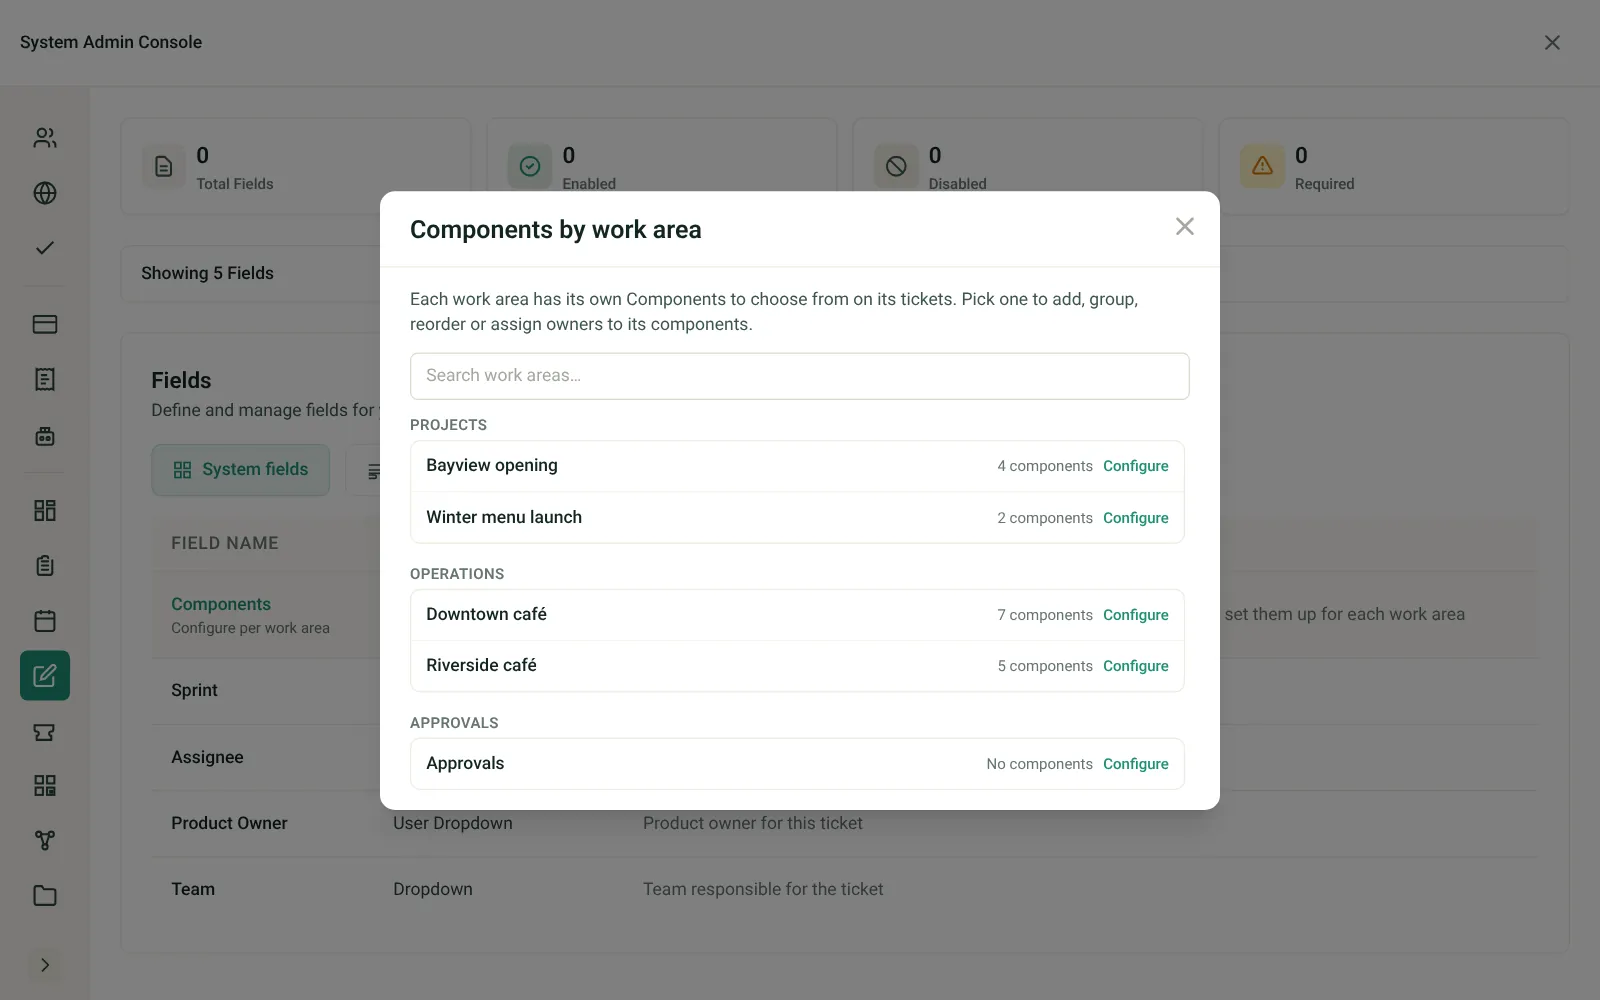 System Admin Console
0
Total Fields
0
Enabled
0
Disabled
0
Required
Showing 5 Fields
Fields
Define and manage fields for
System fields
FIELD NAME
Components
Configure per work area
set them up for each work area
Sprint
Assignee
Product Owner
User Dropdown
Product owner for this ticket
Team
Dropdown
Team responsible for the ticket
Components by work area
Each work area has its own Components to choose from on its tickets. Pick one to add, group,
reorder or assign owners to its components.
Search work areas...
PROJECTS
Bayview opening
4 components Configure
Winter menu launch
2 components Configure
OPERATIONS
Downtown café
7 components Configure
Riverside café
5 components Configure
APPROVALS
Approvals
No components Configure